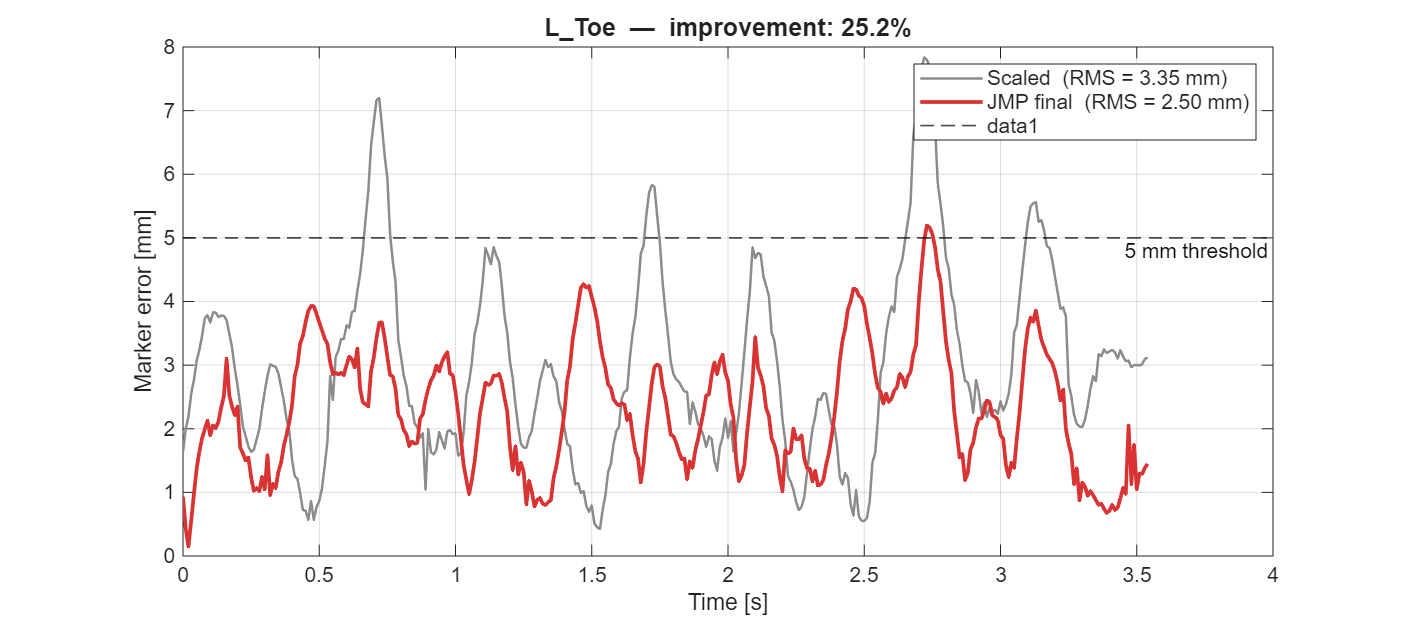 L_Toe — improvement: 25.2%
Scaled (RMS = 3.35 mm)
JMP final (RMS = 2.50 mm)
data1
5 mm threshold
Marker error [mm]
8
7
6
5
4
3
2
1
0
0 0.5 1 1.5 2 2.5 3 3.5 4
Time [s]